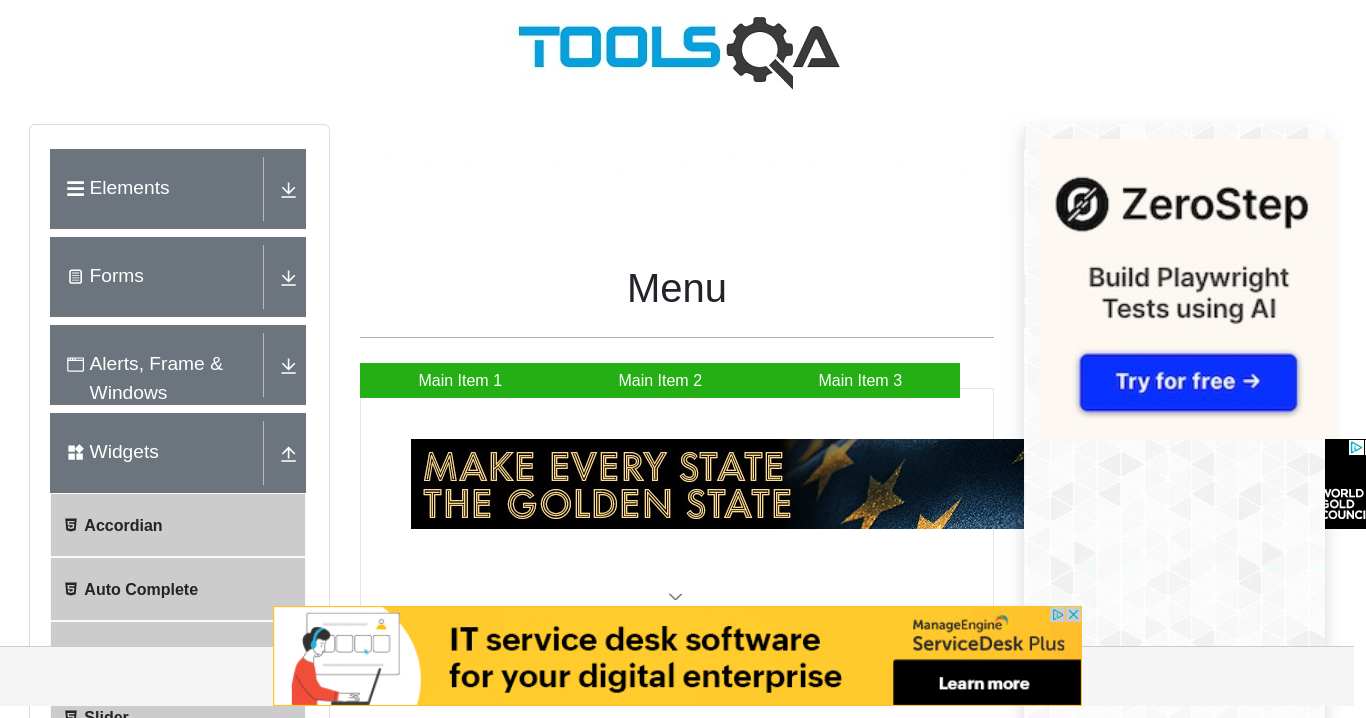 TOOLSQA
Elements
Forms
Alerts, Frame &
Windows
Widgets
Accordian
Auto Complete
Slider
Menu
Main Item 1
Main Item 2
Main Item 3
MAKE EVERY STATE
THE GOLDEN STATE
ZeroStep
Build Playwright
Tests using AI
Try for free →
WORLD
GOLD
COUNCI
IT service desk software
for your digital enterprise
ManageEngine
ServiceDesk Plus
Learn more